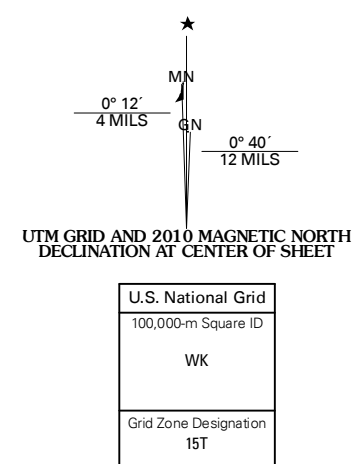 MN
0° 12´
4 MILS
GN
0° 40´
12 MILS
UTM GRID AND 2010 MAGNETIC NORTH
DECLINATION AT CENTER OF SHEET
U.S. National Grid
100,000-m Square ID
WK
Grid Zone Designation
15T